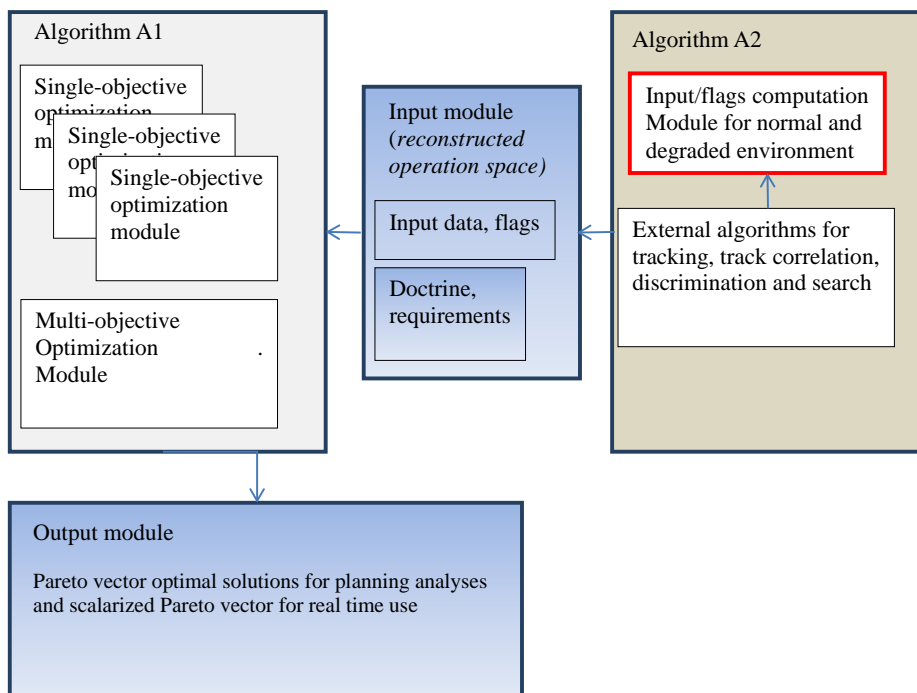 Algorithm A1
Single-objective
optimization
Single-objective
Single-objective
optimization
module
Multi-objective
Optimization .
Module
Input module
(reconstructed
operation space)
Input data, flags
Doctrine,
requirements
Algorithm A2
Input/flags computation
Module for normal and
degraded environment
External algorithms for
tracking, track correlation,
discrimination and search
Output module
Pareto vector optimal solutions for planning analyses
and scalarized Pareto vector for real time use